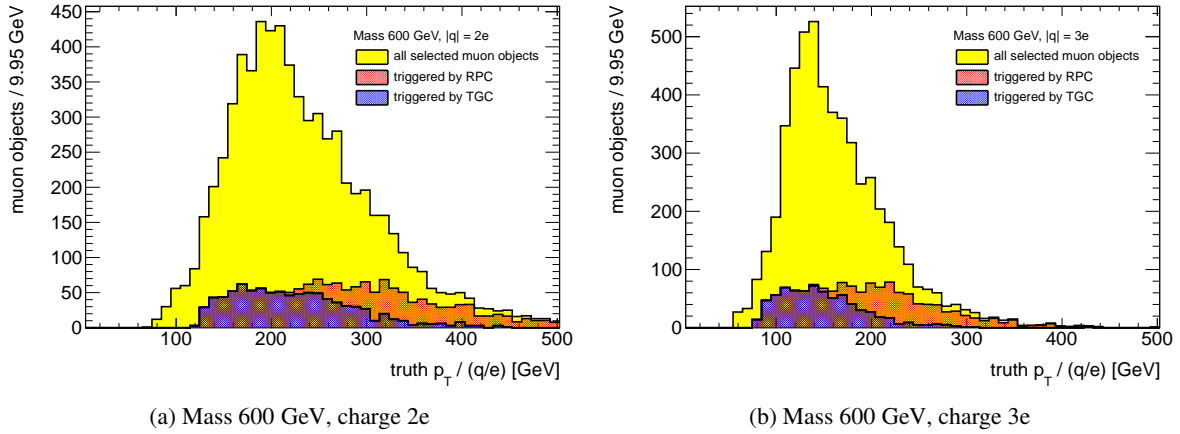 muon objects / 9.95 GeV
450
400
350
300
250
200
150
100
50
0
Mass 600 GeV, |q| = 2e
all selected muon objects
triggered by RPC
triggered by TGC
100 200 300 400 500
truth p_T / (q/e) [GeV]
(a) Mass 600 GeV, charge 2e
muon objects / 9.95 GeV
500
400
300
200
100
0
Mass 600 GeV, |q| = 3e
all selected muon objects
triggered by RPC
triggered by TGC
100 200 300 400 500
truth p_T / (q/e) [GeV]
(b) Mass 600 GeV, charge 3e